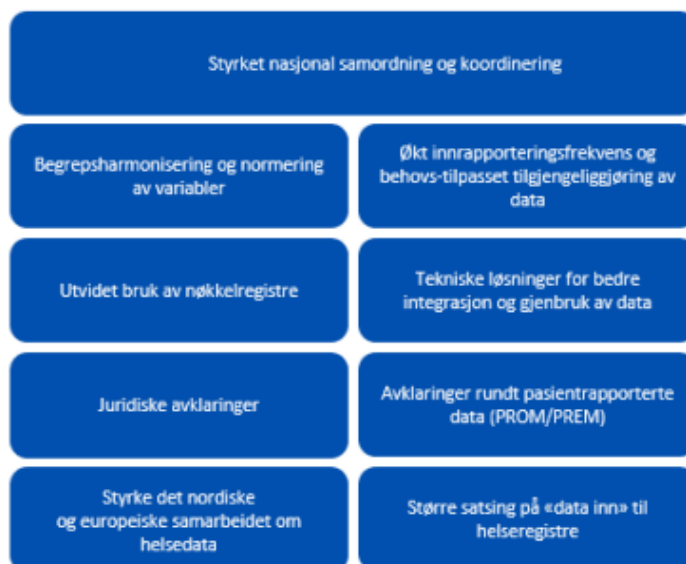 Styrket nasjonal samordning og koordinering
Begrepsharmonisering og normering
av variabler
Økt innrapporteringsfrekvens og
behovs-tilpasset tilgjengeliggjøring av
data
Utvidet bruk av nøkkelregistre
Tekniske løsninger for bedre
integrasjon og gjenbruk av data
Juridiske avklaringer
Avklaringer rundt pasientrapporterte
data (PROM/PREM)
Styrke det nordiske
og europeiske samarbeidet om
helsedata
Større satsing på «data inn» til
helseregistre